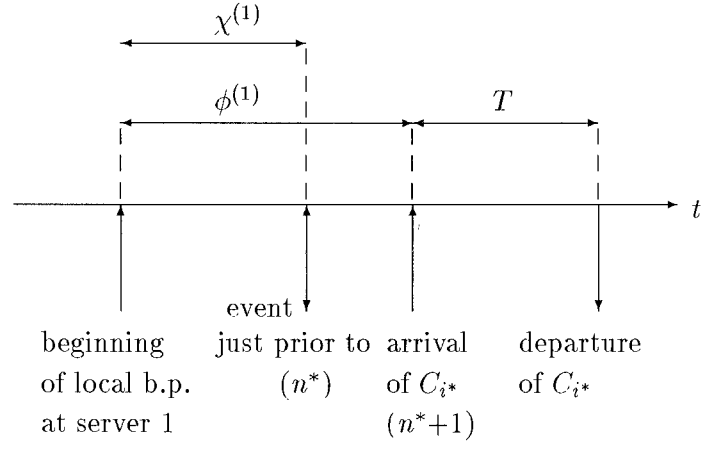 χ^(1)
ϕ^(1) T
t
event
beginning just prior to arrival departure
of local b.p. (n*) of C_i* of C_i*
at server 1 (n*+1)